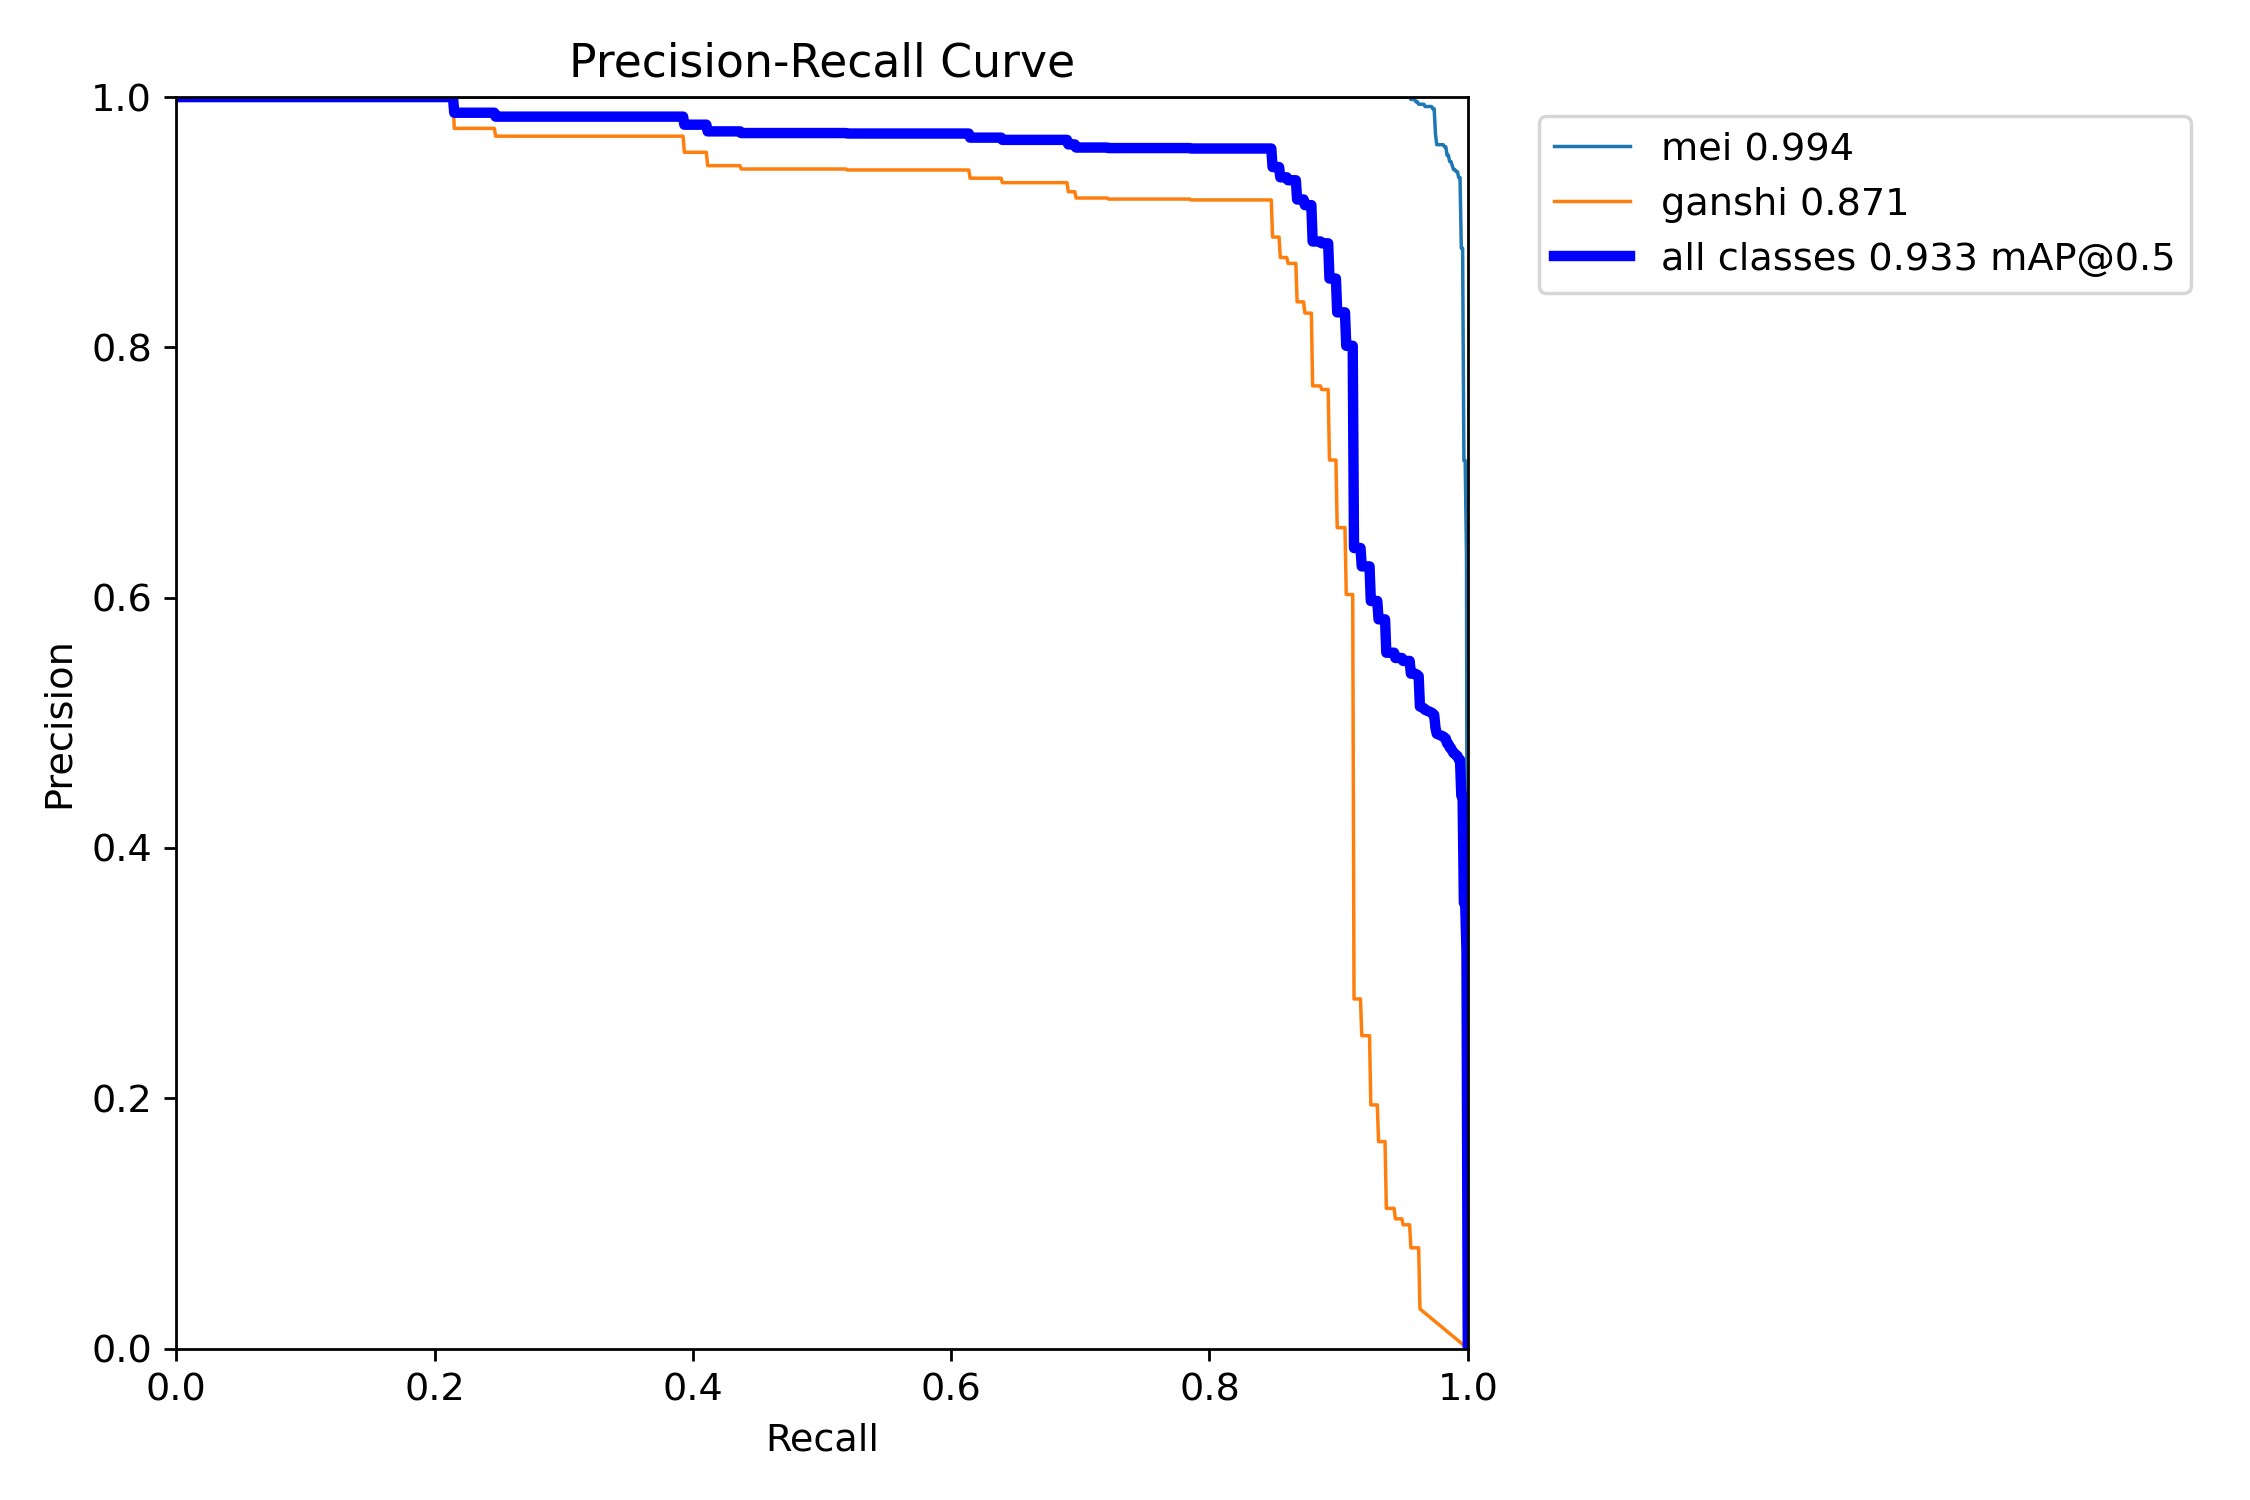 Precision-Recall Curve
1.0
0.8
0.6
0.4
0.2
0.0
Precision
0.0 0.2 0.4 0.6 0.8 1.0
Recall
mei 0.994
ganshi 0.871
all classes 0.933 mAP@0.5